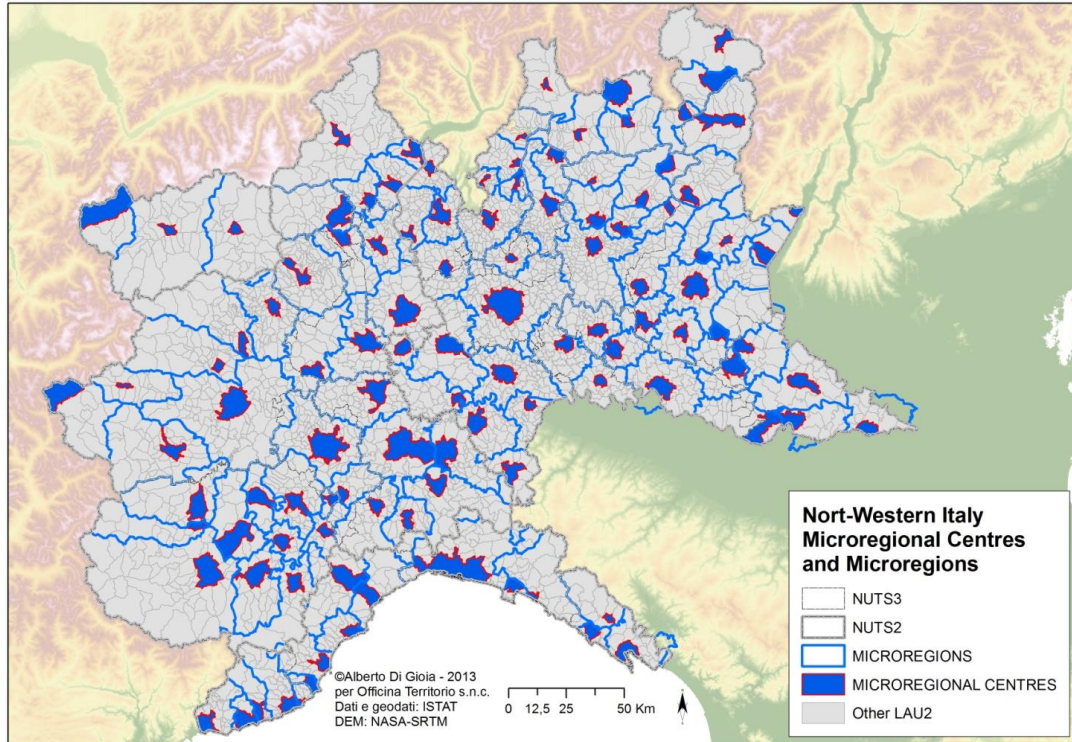 Nort-Western Italy
Microregional Centres
and Microregions
NUTS3
NUTS2
MICROREGIONS
MICROREGIONAL CENTRES
Other LAU2
©Alberto Di Gioia - 2013
per Officina Territorio s.n.c.
Dati e geodati: ISTAT
DEM: NASA-SRTM
0 12,5 25 50 Km